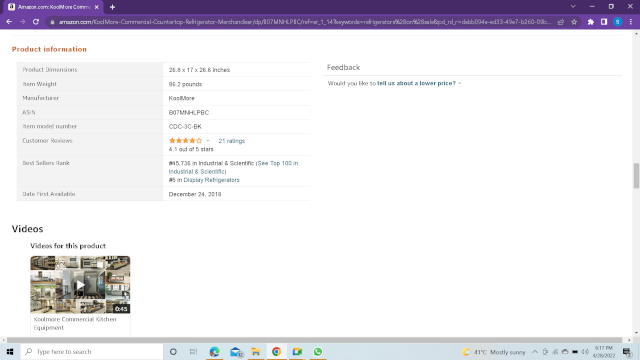 Amazon.com: KoolMore Comme
amazon.com/KoolMore-Commercial-Countertop-Refrigerator-Merchandiser/dp/B07MNHLPBC/ref=sr_1_14?keywords=refrigerators%28on%28sale&pd_rd_r=debb094e-ed33-49e7-b260-09b...
Product information
Product Dimensions 26.8 x 17 x 26.6 inches
Item Weight 86.2 pounds
Manufacturer KoolMore
ASIN B07MNHLPBC
Item model number CDC-3C-BK
Customer Reviews 21 ratings
4.1 out of 5 stars
Best Sellers Rank #45,736 in Industrial & Scientific (See Top 100 in
Industrial & Scientific)
#5 in Display Refrigerators
Date First Available December 24, 2018
Feedback
Would you like to tell us about a lower price?
Videos
Videos for this product
0:45
Koolmore Commercial Kitchen
Equipment
Type here to search
41°C Mostly sunny
6:17 PM
4/28/2022